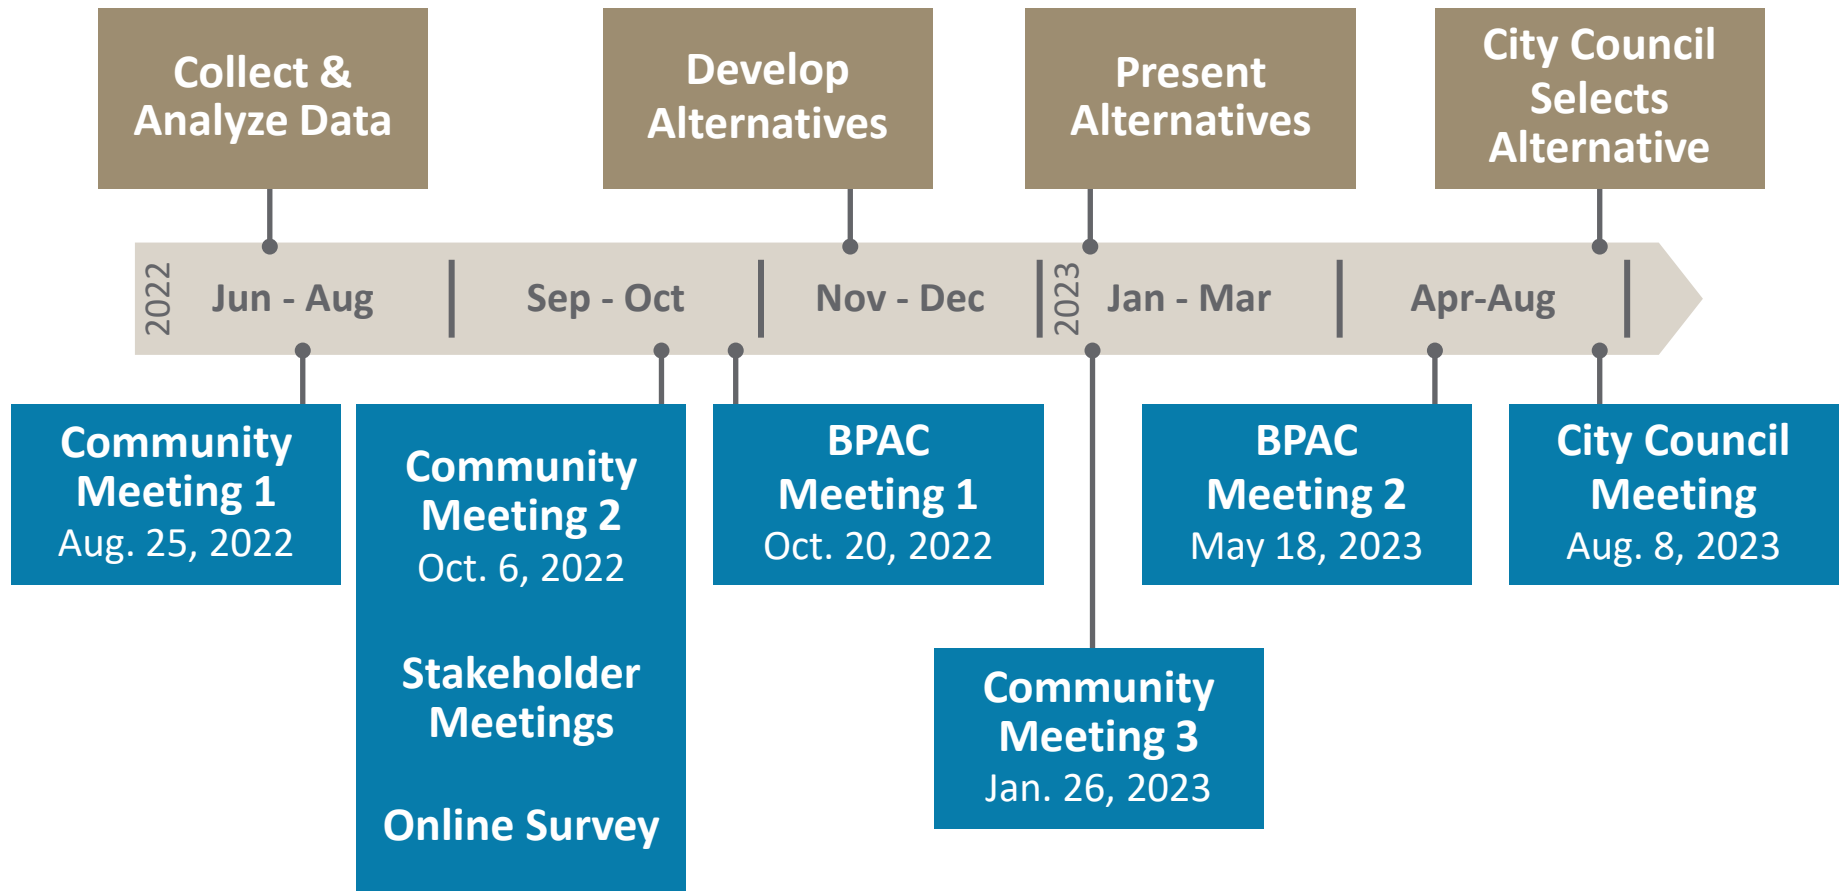 Collect &
Analyze Data
Develop
Alternatives
Present
Alternatives
City Council
Selects
Alternative
2022
Jun - Aug
Sep - Oct
Nov - Dec
2023
Jan - Mar
Apr-Aug
Community
Meeting 1
Aug. 25, 2022
Community
Meeting 2
Oct. 6, 2022
Stakeholder
Meetings
Online Survey
BPAC
Meeting 1
Oct. 20, 2022
Community
Meeting 3
Jan. 26, 2023
BPAC
Meeting 2
May 18, 2023
City Council
Meeting
Aug. 8, 2023